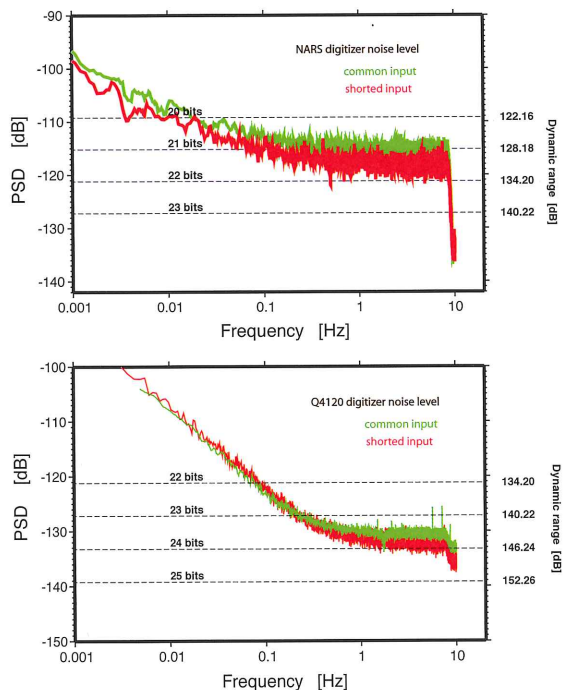 -90
NARS digitizer noise level
-100
common input
shorted input
20 bits
122.16
-110
21 bits
128.18
PSD [dB]
-120
22 bits
134.20
Dynamic range [dB]
23 bits
140.22
-130
-140
0.001
0.01
0.1
1
10
Frequency [Hz]
-100
Q4120 digitizer noise level
-110
common input
shorted input
22 bits
134.20
-120
23 bits
140.22
PSD [dB]
-130
24 bits
146.24
Dynamic range [dB]
25 bits
152.26
-140
-150
0.001
0.01
0.1
1
10
Frequency [Hz]